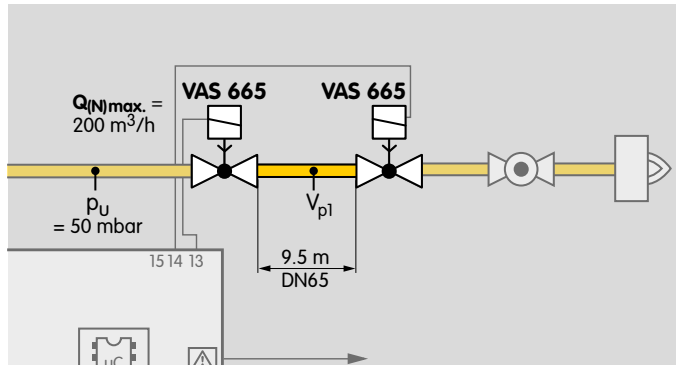 VAS 665
VAS 665
Q(N)max. =
200 m³/h
pU
= 50 mbar
Vp1
15 14 13
9.5 m
DN65
µC